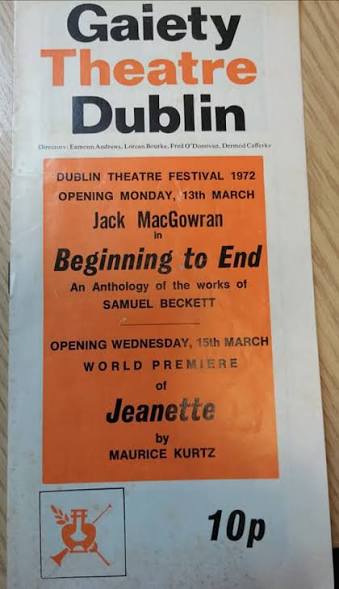 Gaiety
Theatre
Dublin
Directors: Eamonn Andrews, Lorcan Bourke, Fred O'Donovan, Dermod Cafferky
DUBLIN THEATRE FESTIVAL 1972
OPENING MONDAY, 13th MARCH
Jack MacGowran
in
Beginning to End
An Anthology of the works of
SAMUEL BECKETT
OPENING WEDNESDAY, 15th MARCH
WORLD PREMIERE
of
Jeanette
by
MAURICE KURTZ
10p